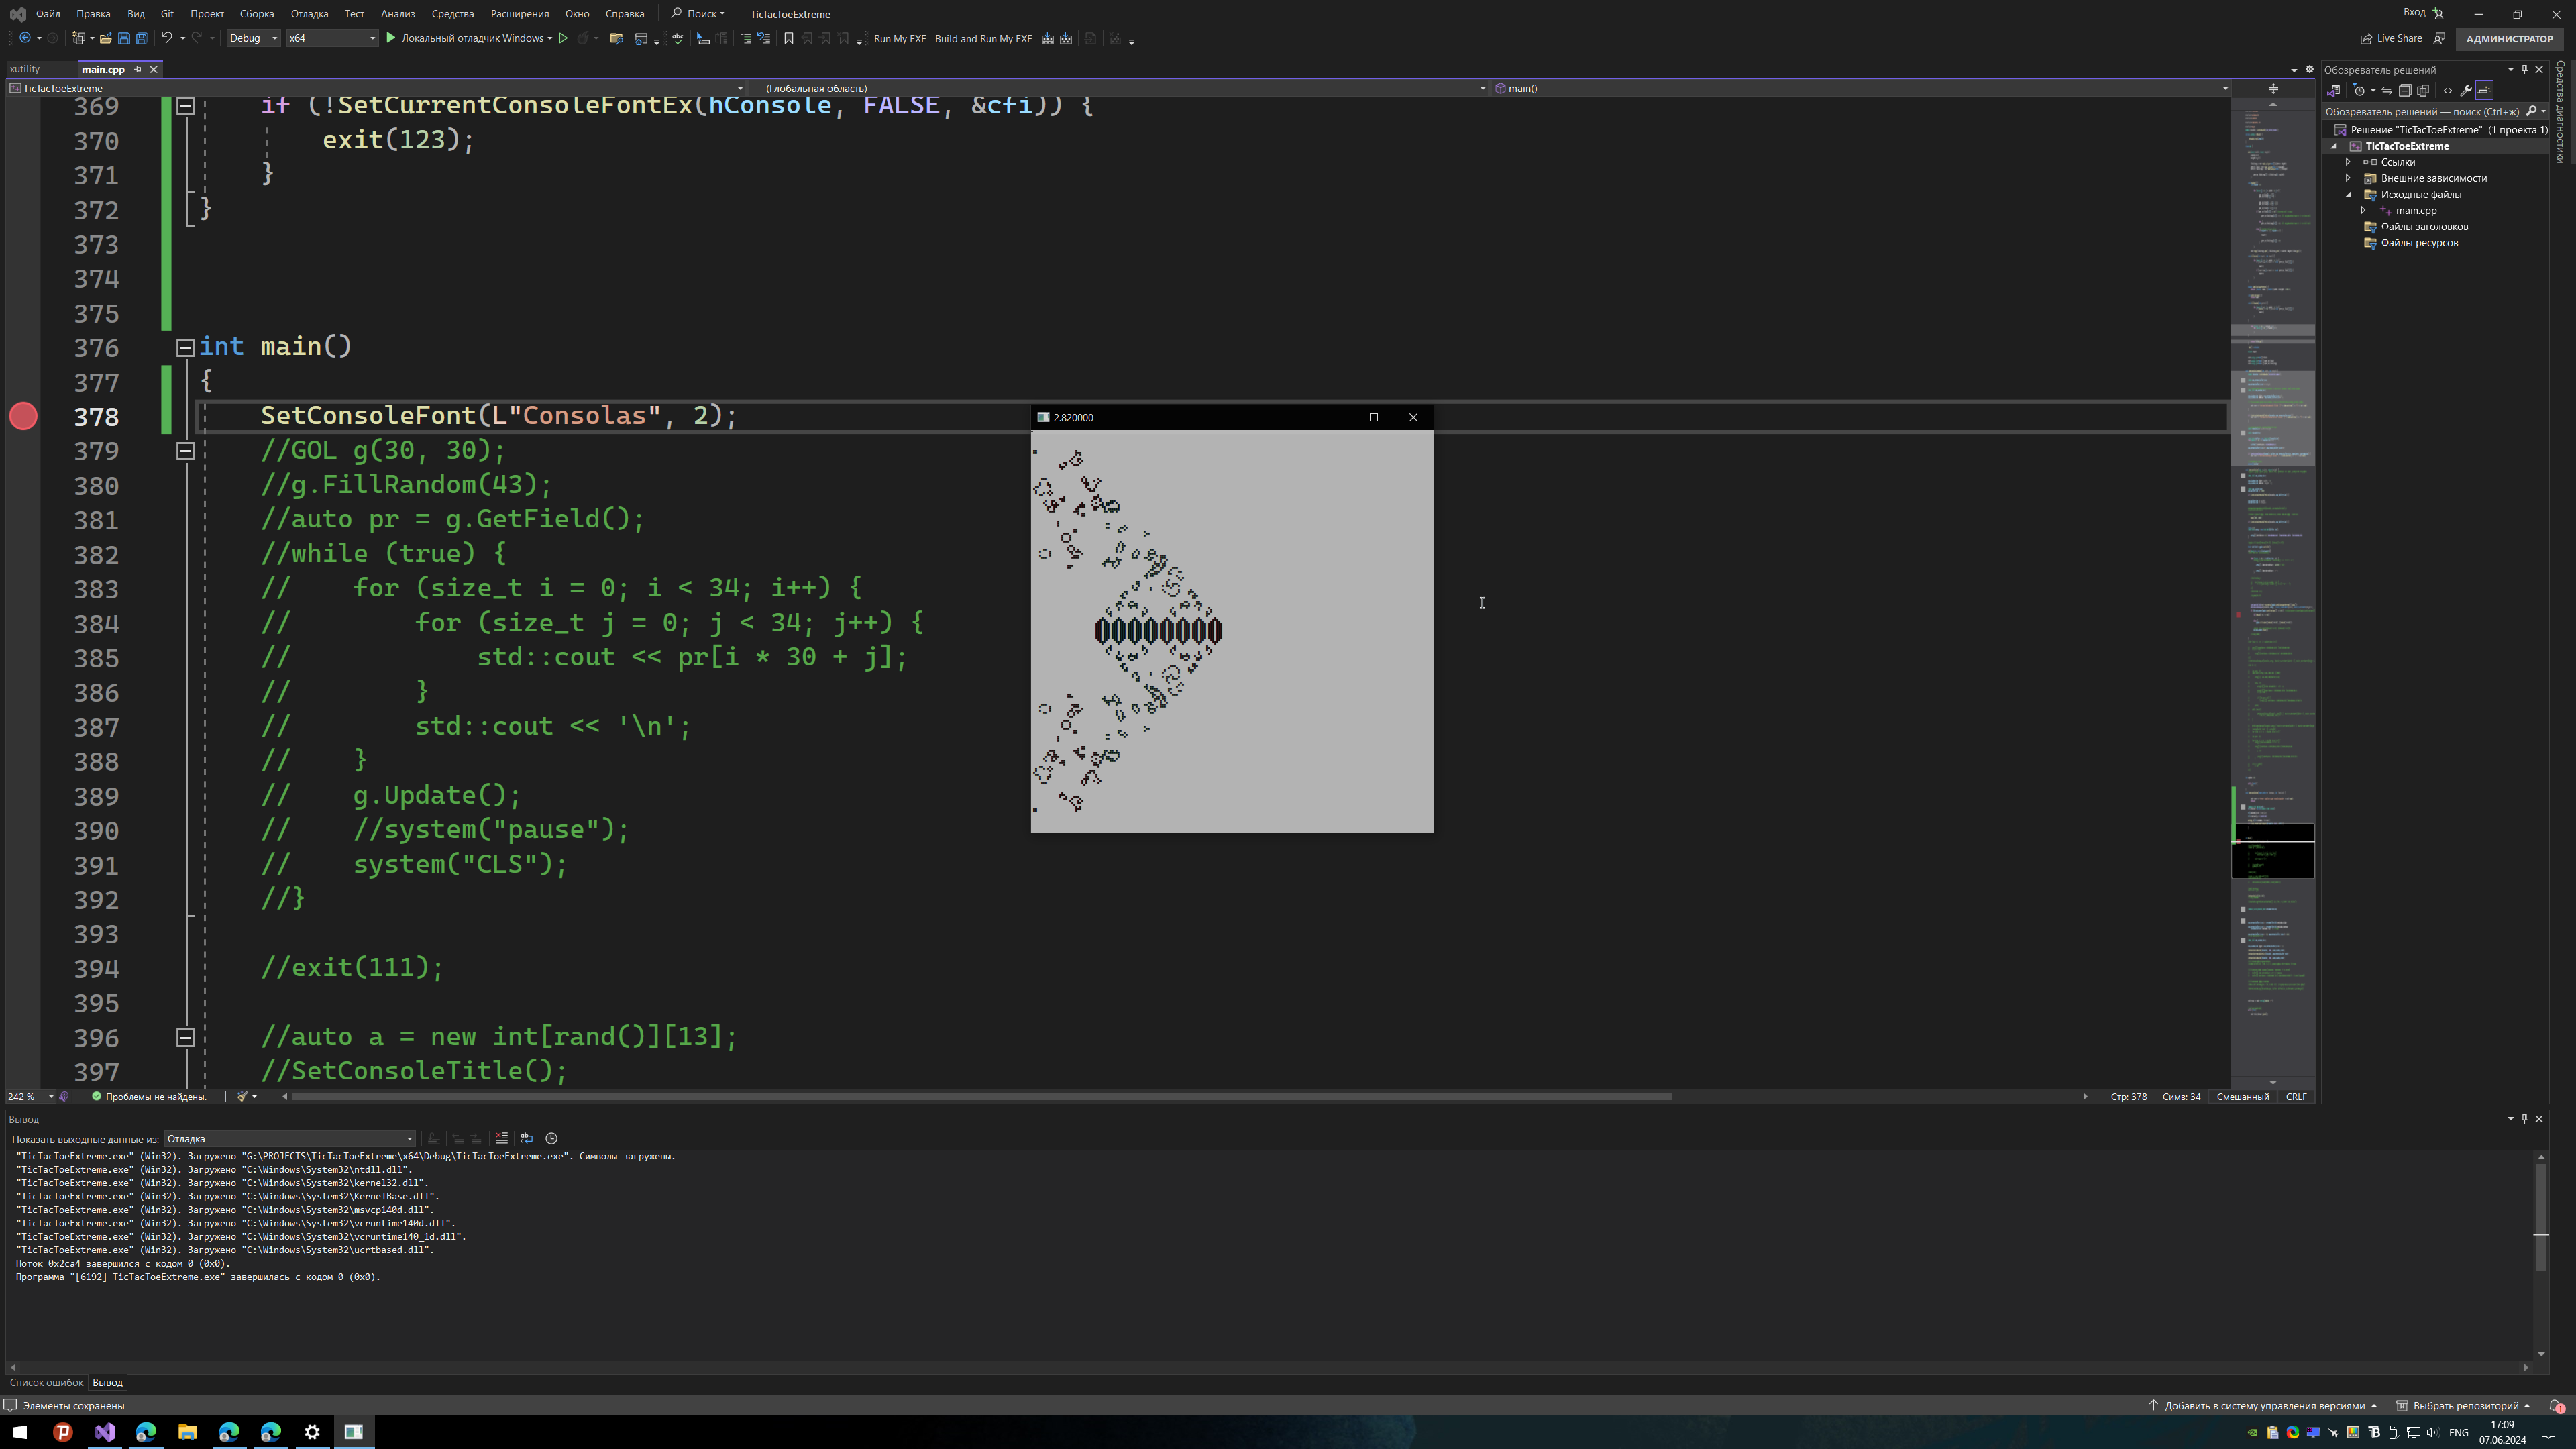 Файл Правка Вид Git Проект Сборка Отладка Тест Анализ Средства Расширения Окно Справка Поиск TicTacToeExtreme Вход
Debug x64 Локальный отладчик Windows Run My EXE Build and Run My EXE Live Share АДМИНИСТРАТОР
xutility main.cpp
TicTacToeExtreme (Глобальная область) main()
369 if (!SetCurrentConsoleFontEx(hConsole, FALSE, &cfi)) {
370 exit(123);
371 }
372 }
373
374
375
376 int main()
377 {
378 SetConsoleFont(L"Consolas", 2);
379 //GOL g(30, 30);
380 //g.FillRandom(43);
381 //auto pr = g.GetField();
382 //while (true) {
383 // for (size_t i = 0; i < 34; i++) {
384 // for (size_t j = 0; j < 34; j++) {
385 // std::cout << pr[i * 30 + j];
386 // }
387 // std::cout << '\n';
388 // }
389 // g.Update();
390 // //system("pause");
391 // system("CLS");
392 //}
393
394 //exit(111);
395
396 //auto a = new int[rand()][13];
397 //SetConsoleTitle();
2.820000
242 % Проблемы не найдены. Стр: 378 Симв: 34 Смешанный CRLF
Обозреватель решений
Обозреватель решений — поиск (Ctrl+ж)
Решение "TicTacToeExtreme" (1 проекта 1)
TicTacToeExtreme
Ссылки
Внешние зависимости
Исходные файлы
main.cpp
Файлы заголовков
Файлы ресурсов
Средства диагностики
Вывод
Показать выходные данные из: Отладка
"TicTacToeExtreme.exe" (Win32). Загружено "G:\PROJECTS\TicTacToeExtreme\x64\Debug\TicTacToeExtreme.exe". Символы загружены.
"TicTacToeExtreme.exe" (Win32). Загружено "C:\Windows\System32\ntdll.dll".
"TicTacToeExtreme.exe" (Win32). Загружено "C:\Windows\System32\kernel32.dll".
"TicTacToeExtreme.exe" (Win32). Загружено "C:\Windows\System32\KernelBase.dll".
"TicTacToeExtreme.exe" (Win32). Загружено "C:\Windows\System32\msvcp140d.dll".
"TicTacToeExtreme.exe" (Win32). Загружено "C:\Windows\System32\vcruntime140d.dll".
"TicTacToeExtreme.exe" (Win32). Загружено "C:\Windows\System32\vcruntime140_1d.dll".
"TicTacToeExtreme.exe" (Win32). Загружено "C:\Windows\System32\ucrtbased.dll".
Поток 0x2ca4 завершился с кодом 0 (0x0).
Программа "[6192] TicTacToeExtreme.exe" завершилась с кодом 0 (0x0).
Список ошибок Вывод
Элементы сохранены Добавить в систему управления версиями Выбрать репозиторий 1
ENG 17:09
07.06.2024